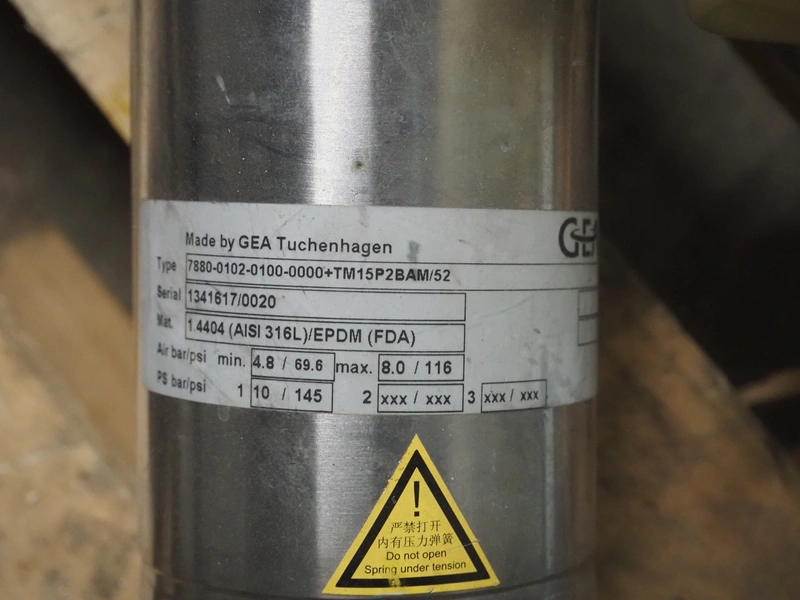 GEA
Made by GEA Tuchenhagen
Type 7880-0102-0100-0000+TM15P2BAM/52
Serial 1341617/0020
Mat. 1.4404 (AISI 316L)/EPDM (FDA)
Air bar/psi min. 4.8 / 69.6 max. 8.0 / 116
PS bar/psi 1 10 / 145 2 xxx / xxx 3 xxx / xxx
!
严禁打开
内有压力弹簧
Do not open
Spring under tension